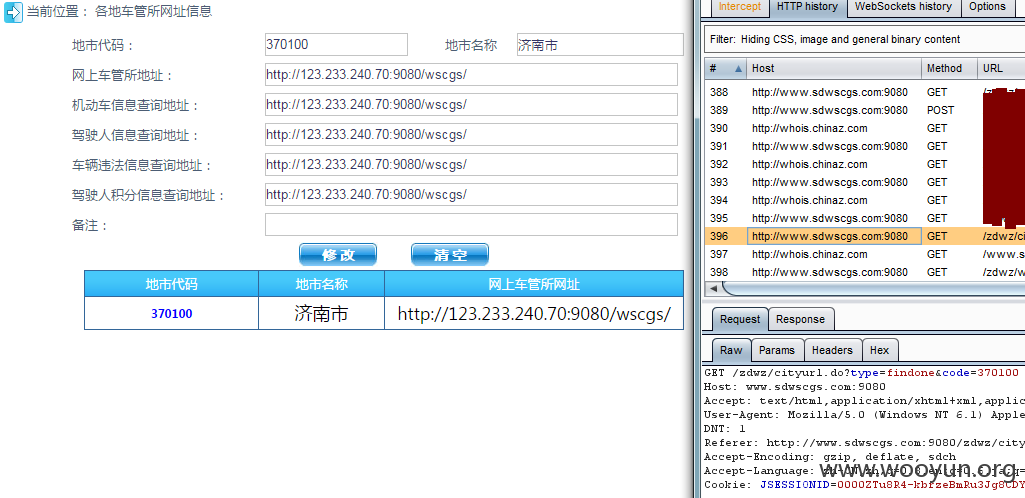 当前位置： 各地车管所网址信息
地市代码： 370100 地市名称 济南市
网上车管所地址： http://123.233.240.70:9080/wscgs/
机动车信息查询地址： http://123.233.240.70:9080/wscgs/
驾驶人信息查询地址： http://123.233.240.70:9080/wscgs/
车辆违法信息查询地址： http://123.233.240.70:9080/wscgs/
驾驶人积分信息查询地址： http://123.233.240.70:9080/wscgs/
备注：
修 改 清 空
地市代码 地市名称 网上车管所网址
370100 济南市 http://123.233.240.70:9080/wscgs/
Intercept HTTP history WebSockets history Options
Filter: Hiding CSS, image and general binary content
# Host Method URL
388 http://www.sdwscgs.com:9080 GET
389 http://www.sdwscgs.com:9080 POST
390 http://whois.chinaz.com GET
391 http://www.sdwscgs.com:9080 GET
392 http://whois.chinaz.com GET
393 http://www.sdwscgs.com:9080 GET
394 http://whois.chinaz.com GET
395 http://www.sdwscgs.com:9080 GET
396 http://www.sdwscgs.com:9080 GET /zdwz/ci
397 http://whois.chinaz.com GET /www.s
398 http://www.sdwscgs.com:9080 GET /zdwz/w
Request Response
Raw Params Headers Hex
GET /zdwz/cityurl.do?type=findone&code=370100
Host: www.sdwscgs.com:9080
Accept: text/html,application/xhtml+xml,applic
User-Agent: Mozilla/5.0 (Windows NT 6.1) Apple
DNT: 1
Referer: http://www.sdwscgs.com:9080/zdwz/city
Accept-Encoding: gzip, deflate, sdch
Accept-Language:
Cookie:
www.wooyun.org